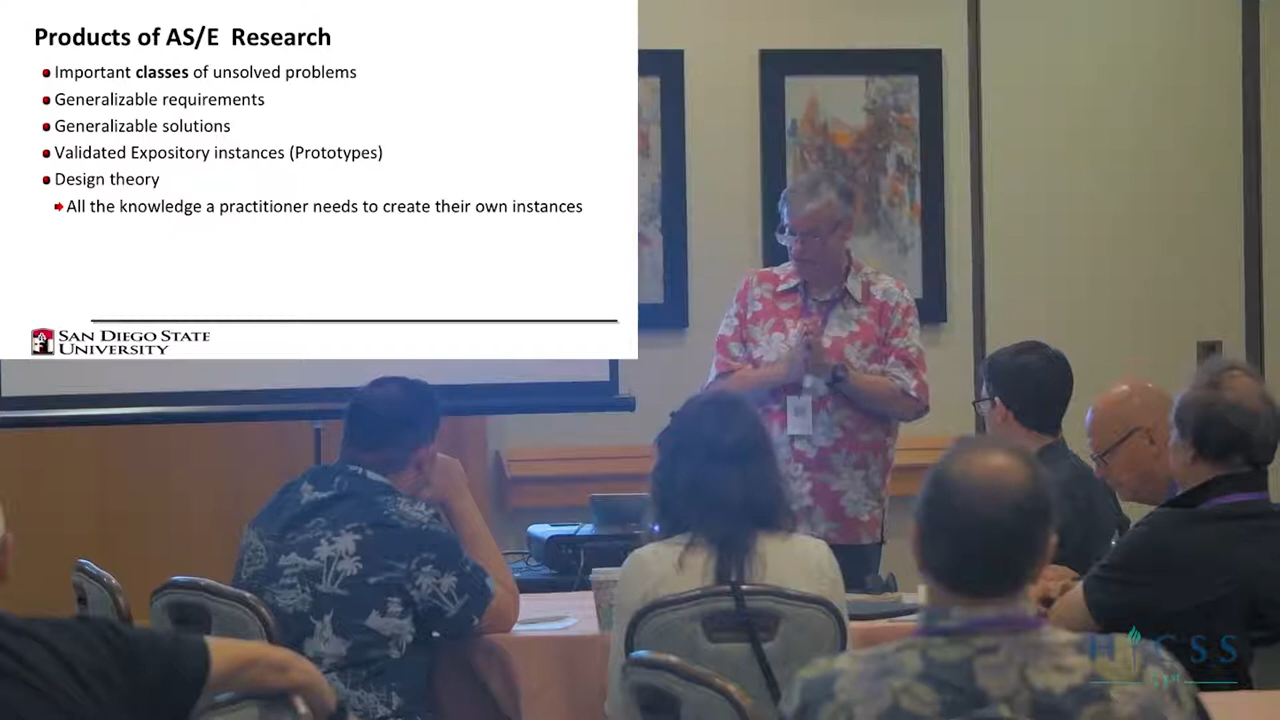 Products of AS/E Research
Important classes of unsolved problems
Generalizable requirements
Generalizable solutions
Validated Expository instances (Prototypes)
Design theory
All the knowledge a practitioner needs to create their own instances
SAN DIEGO STATE
UNIVERSITY
HICSS